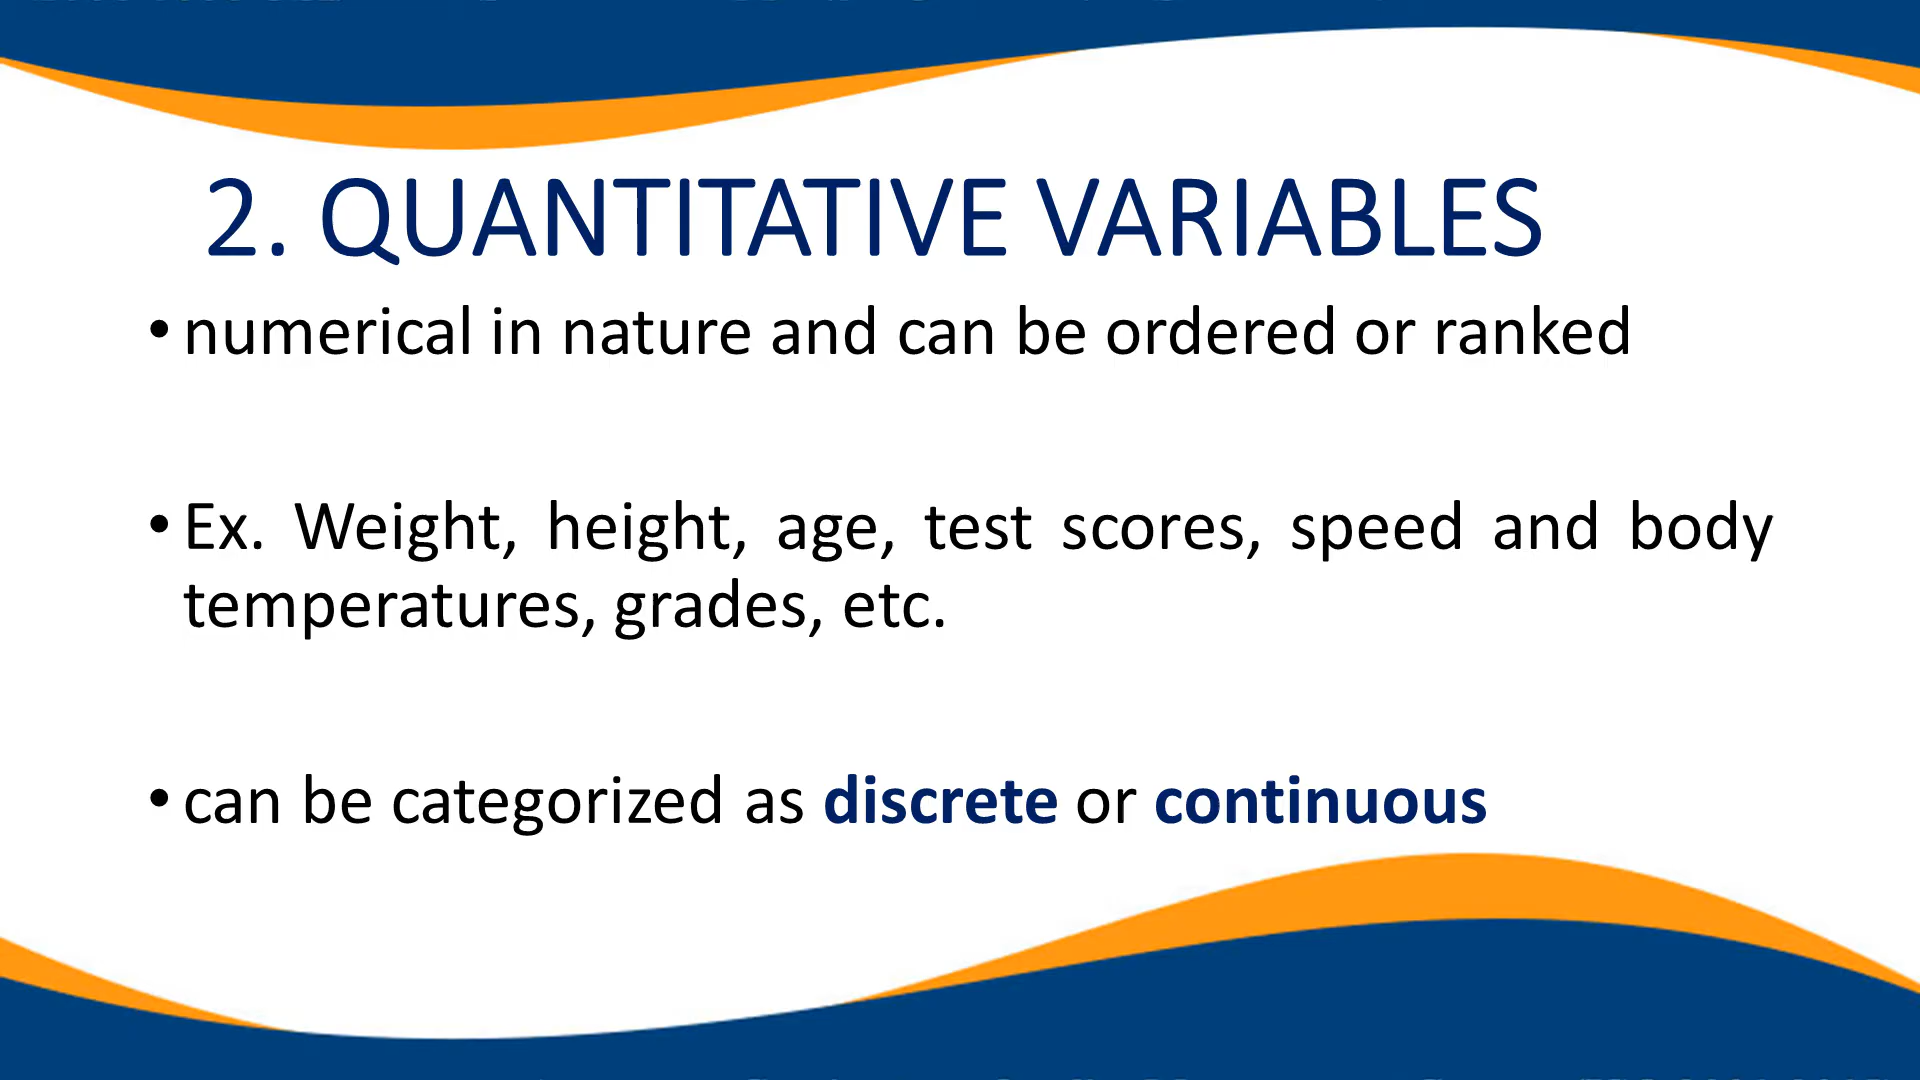 2. QUANTITATIVE VARIABLES
• numerical in nature and can be ordered or ranked
• Ex. Weight, height, age, test scores, speed and body
temperatures, grades, etc.
• can be categorized as discrete or continuous